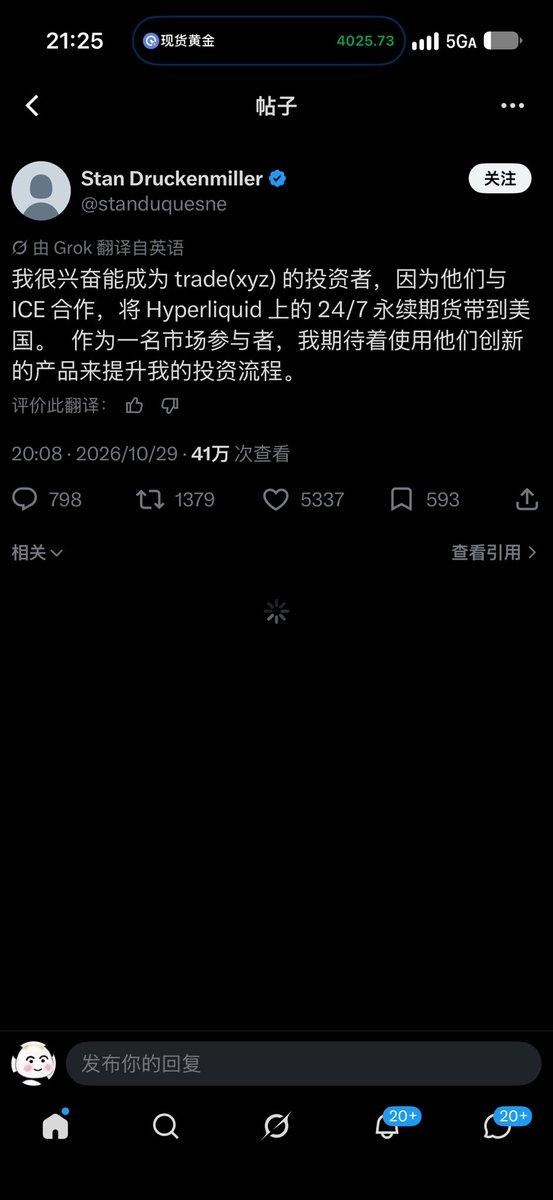 21:25
现货黄金 4025.73
5GA
帖子
Stan Druckenmiller
关注
@standuquesne
由 Grok 翻译自英语
我很兴奋能成为 trade(xyz) 的投资者，因为他们与
ICE 合作，将 Hyperliquid 上的 24/7 永续期货带到美
国。 作为一名市场参与者，我期待着使用他们创新
的产品来提升我的投资流程。
评价此翻译：
20:08 · 2026/10/29 · 41万 次查看
798 1379 5337 593
相关 查看引用
发布你的回复
20+ 20+